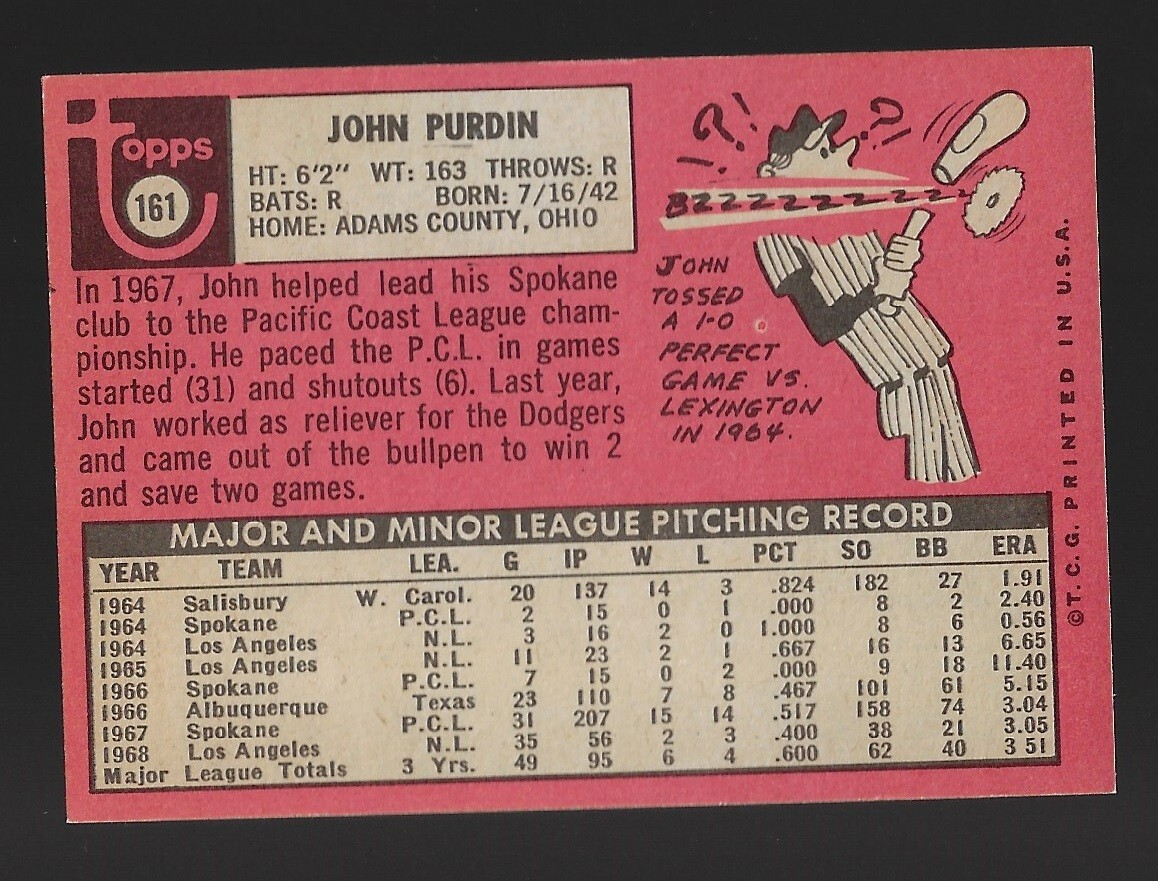 Topps
161
JOHN PURDIN
HT: 6'2" WT: 163 THROWS: R
BATS: R BORN: 7/16/42
HOME: ADAMS COUNTY, OHIO
In 1967, John helped lead his Spokane
club to the Pacific Coast League cham-
pionship. He paced the P.C.L. in games
started (31) and shutouts (6). Last year,
John worked as reliever for the Dodgers
and came out of the bullpen to win 2
and save two games.
?! ?!
BZZZZZZZZZZZ
JOHN
TOSSED
A 1-0
PERFECT
GAME VS.
LEXINGTON
IN 1964.
MAJOR AND MINOR LEAGUE PITCHING RECORD
YEAR TEAM LEA. G IP W L PCT SO BB ERA
1964 Salisbury W. Carol. 20 137 14 3 .824 182 27 1.91
1964 Spokane P.C.L. 2 15 0 1 .000 8 2 2.40
1964 Los Angeles N.L. 3 16 2 0 1.000 8 6 0.56
1965 Los Angeles N.L. 11 23 2 1 .667 16 13 6.65
1966 Spokane P.C.L. 7 15 0 2 .000 9 18 11.40
1966 Albuquerque Texas 23 110 7 8 .467 101 61 5.15
1967 Spokane P.C.L. 31 207 15 14 .517 158 74 3.04
1968 Los Angeles N.L. 35 56 2 3 .400 38 21 3.05
Major League Totals 3 Yrs. 49 95 6 4 .600 62 40 3 51
©T. C. G. PRINTED IN U.S.A.